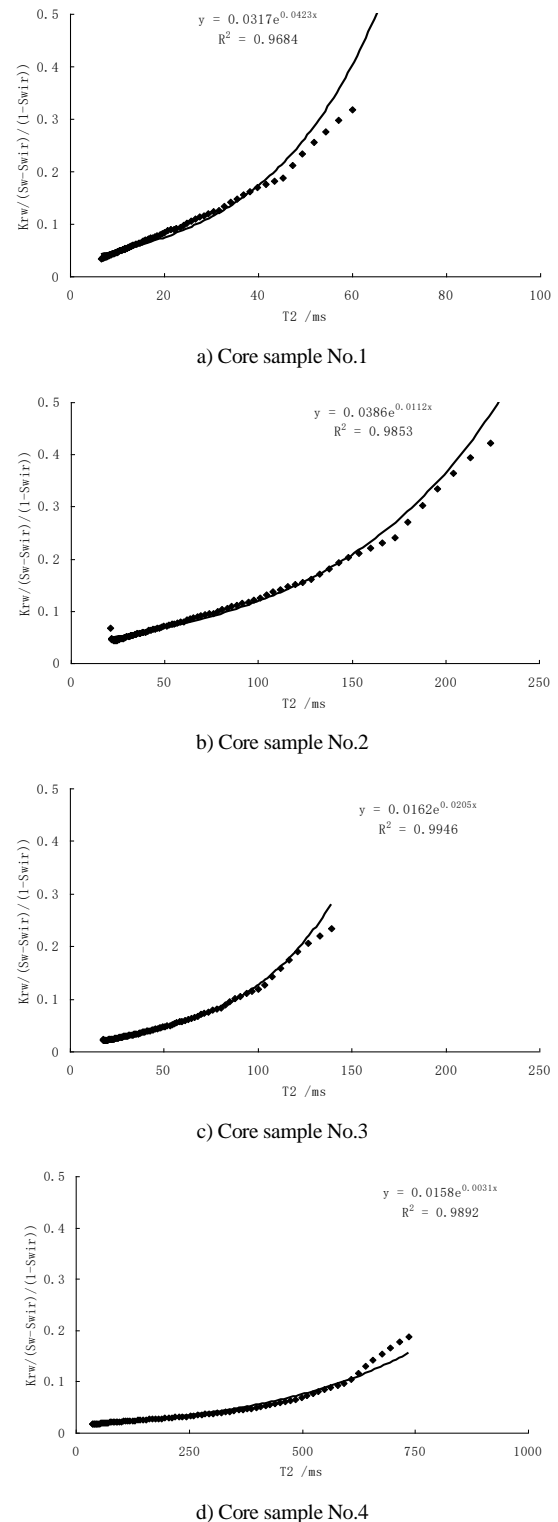 y = 0.0317e^0.0423x
R² = 0.9684
0.5
0.4
0.3
0.2
0.1
0
Krw/(Sw-Swir)/(1-Swir))
0 20 40 60 80 100
T2 /ms
a) Core sample No.1
y = 0.0386e^0.0112x
R² = 0.9853
0.5
0.4
0.3
0.2
0.1
0
Krw/(Sw-Swir)/(1-Swir))
0 50 100 150 200 250
T2 /ms
b) Core sample No.2
y = 0.0162e^0.0205x
R² = 0.9946
0.5
0.4
0.3
0.2
0.1
0
Krw/(Sw-Swir)/(1-Swir))
0 50 100 150 200 250
T2 /ms
c) Core sample No.3
y = 0.0158e^0.0031x
R² = 0.9892
0.5
0.4
0.3
0.2
0.1
0
Krw/(Sw-Swir)/(1-Swir))
0 250 500 750 1000
T2 /ms
d) Core sample No.4